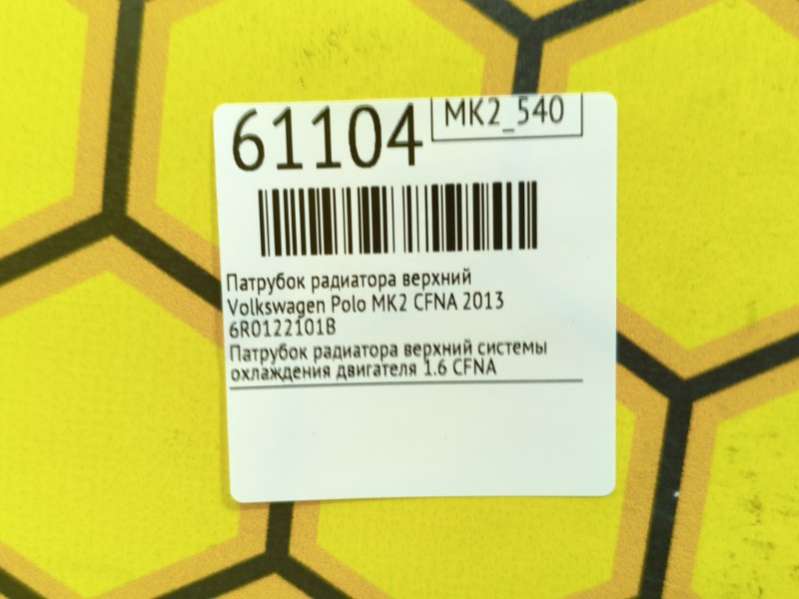 61104
MK2_540
Патрубок радиатора верхний
Volkswagen Polo MK2 CFNA 2013
6R0122101B
Патрубок радиатора верхний системы
охлаждения двигателя 1.6 CFNA